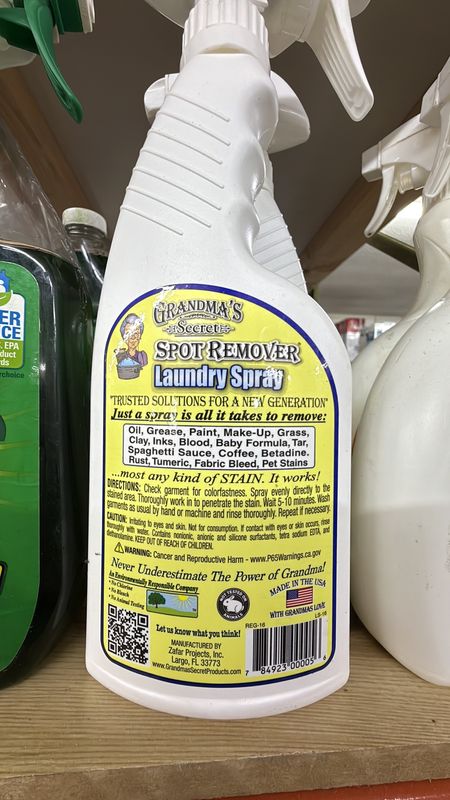 GRANDMA'S
Secret
SPOT REMOVER
Laundry Spray
"TRUSTED SOLUTIONS FOR A NEW GENERATION"
Just a spray is all it takes to remove:
Oil, Grease, Paint, Make-Up, Grass,
Clay, Inks, Blood, Baby Formula, Tar,
Spaghetti Sauce, Coffee, Betadine.
Rust, Tumeric, Fabric Bleed, Pet Stains
...most any kind of STAIN. It works!
DIRECTIONS: Check garment for colorfastness. Spray evenly directly to the
stained area. Thoroughly work in to penetrate the stain. Wait 5-10 minutes. Wash
garments as usual by hand or machine and rinse thoroughly. Repeat if necessary.
CAUTION: Irritating to eyes and skin. Not for consumption. If contact with eyes or skin occurs, rinse
thoroughly with water. Contains nonionic, anionic and silicone surfactants, tetra sodium EDTA, and
diethanolamine. KEEP OUT OF REACH OF CHILDREN.
WARNING: Cancer and Reproductive Harm - www.P65Warnings.ca.gov
Never Underestimate The Power of Grandma!
An Environmentally Responsible Company
• No Chlorine
• No Bleach
• No Animal Testing
NOT TESTED ON
ANIMALS
MADE IN THE USA
WITH GRANDMAS LOVE
Let us know what you think!
REG-16
LS-16
MANUFACTURED BY
Zafar Projects, Inc.
Largo, FL 33773
www.GrandmasSecretProducts.com
7 84923 00005 6
ER
CE
EPA
duct
ds
rchoice